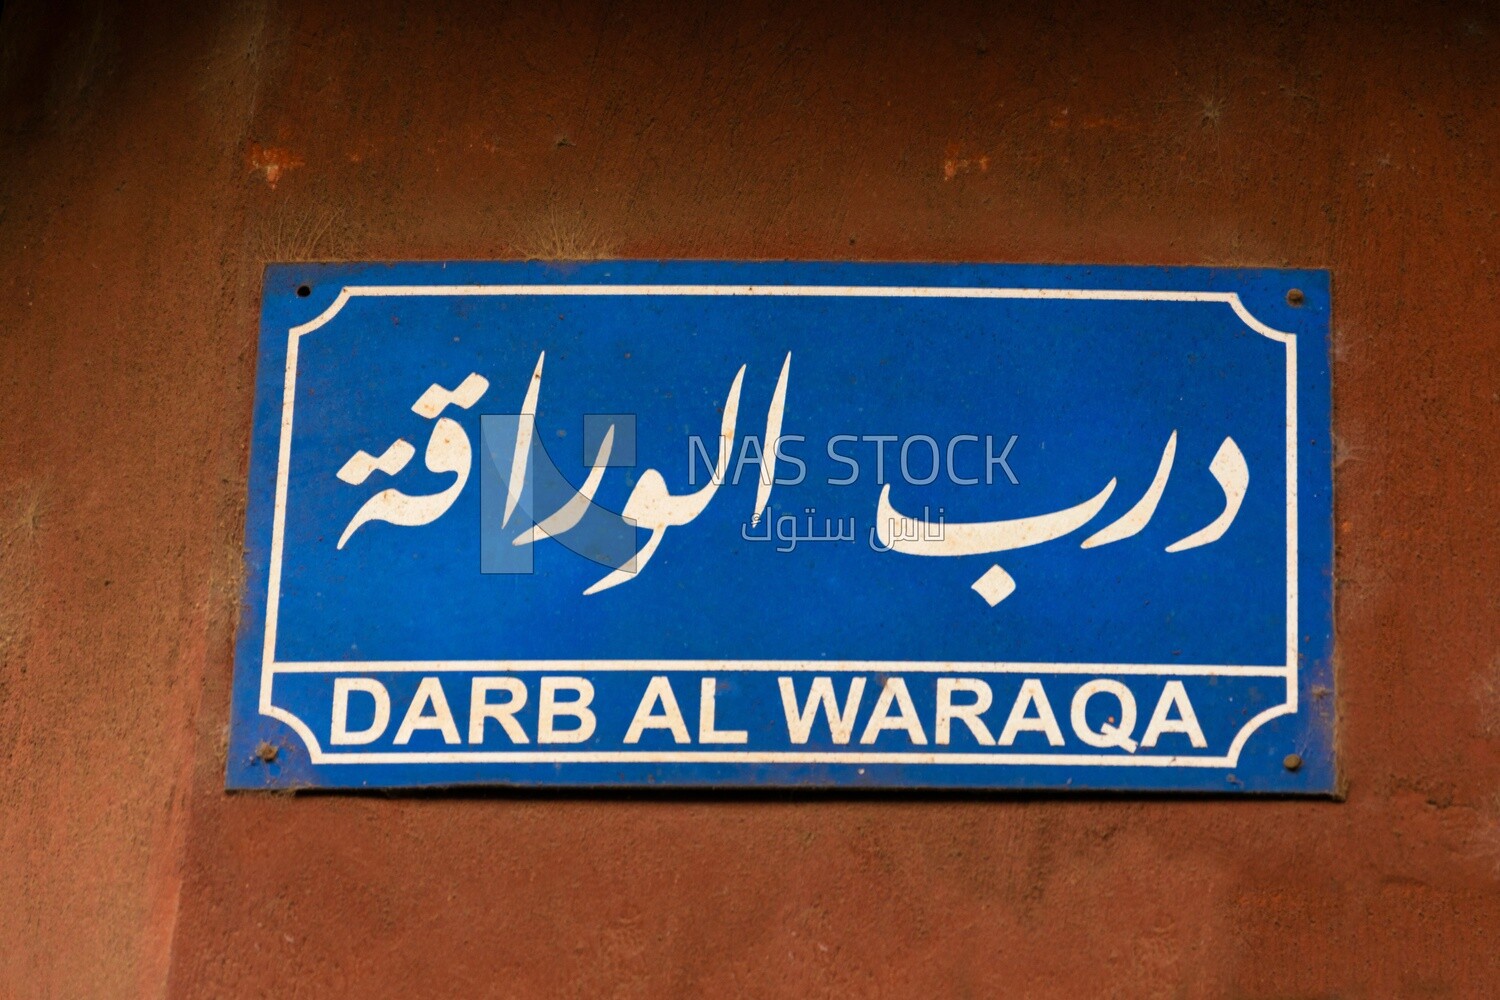 درب الوراقة
NAS STOCK
ناس ستوك
DARB AL WARAQA